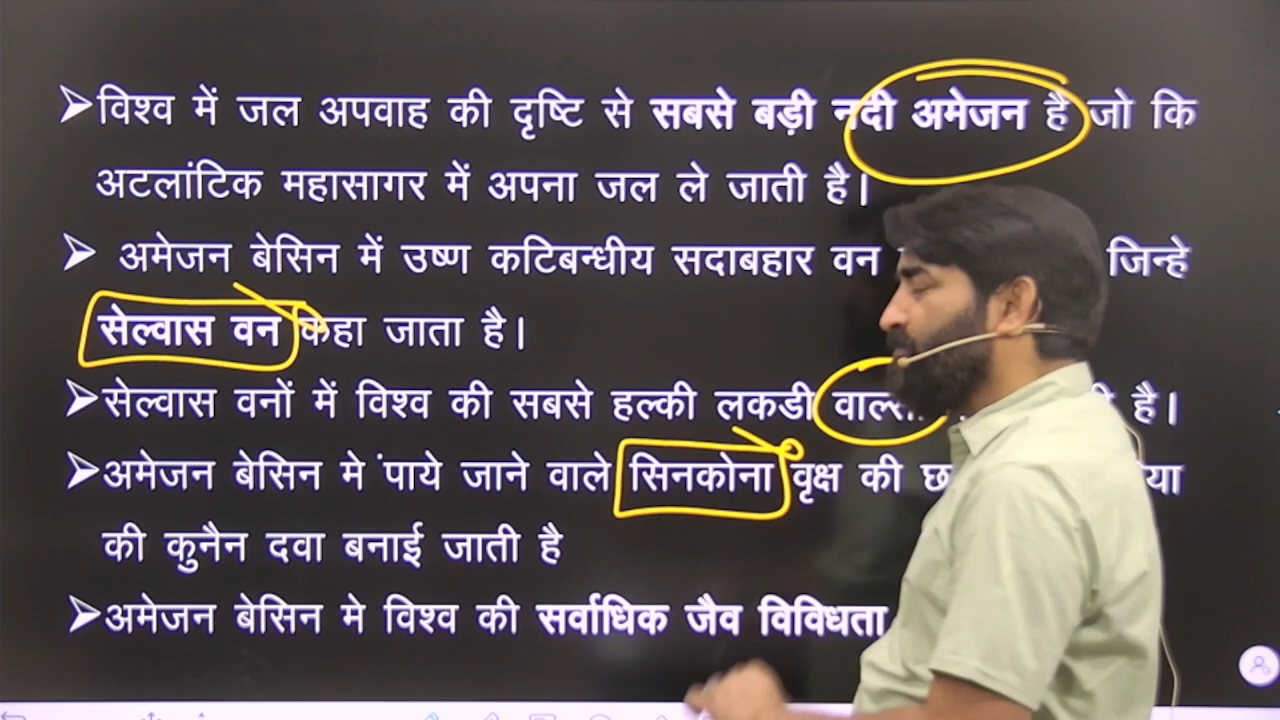 विश्व में जल अपवाह की दृष्टि से सबसे बड़ी नदी अमेजन है जो कि
अटलांटिक महासागर में अपना जल ले जाती है।
अमेजन बेसिन में उष्ण कटिबन्धीय सदाबहार वन जिन्हे
सेल्वास वन कहा जाता है।
सेल्वास वनों में विश्व की सबसे हल्की लकडी है।
अमेजन बेसिन मे पाये जाने वाले सिनकोना वृक्ष की
की कुनैन दवा बनाई जाती है
अमेजन बेसिन मे विश्व की सर्वाधिक जैव विविधता